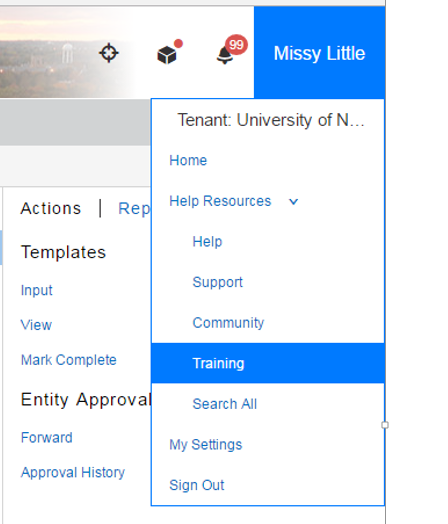 99
Missy Little
Tenant: University of N...
Home
Help Resources
Help
Support
Community
Training
Search All
My Settings
Sign Out
Actions | Rep
Templates
Input
View
Mark Complete
Entity Approval
Forward
Approval History